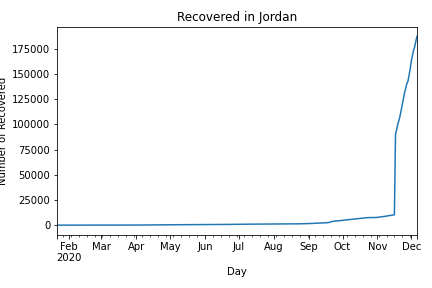 Recovered in Jordan
Number of Recovered
175000
150000
125000
100000
75000
50000
25000
0
Feb Mar Apr May Jun Jul Aug Sep Oct Nov Dec
2020
Day